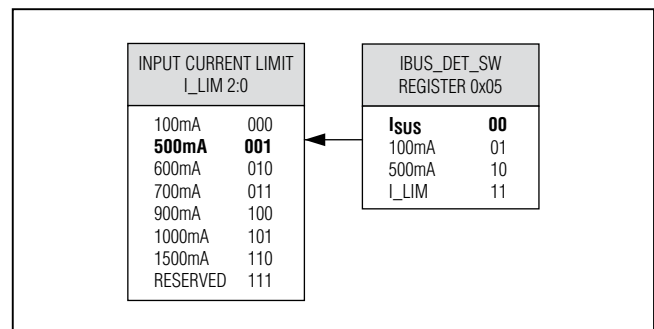 INPUT CURRENT LIMIT
I_LIM 2:0
100mA 000
500mA 001
600mA 010
700mA 011
900mA 100
1000mA 101
1500mA 110
RESERVED 111
IBUS_DET_SW
REGISTER 0x05
ISUS 00
100mA 01
500mA 10
I_LIM 11